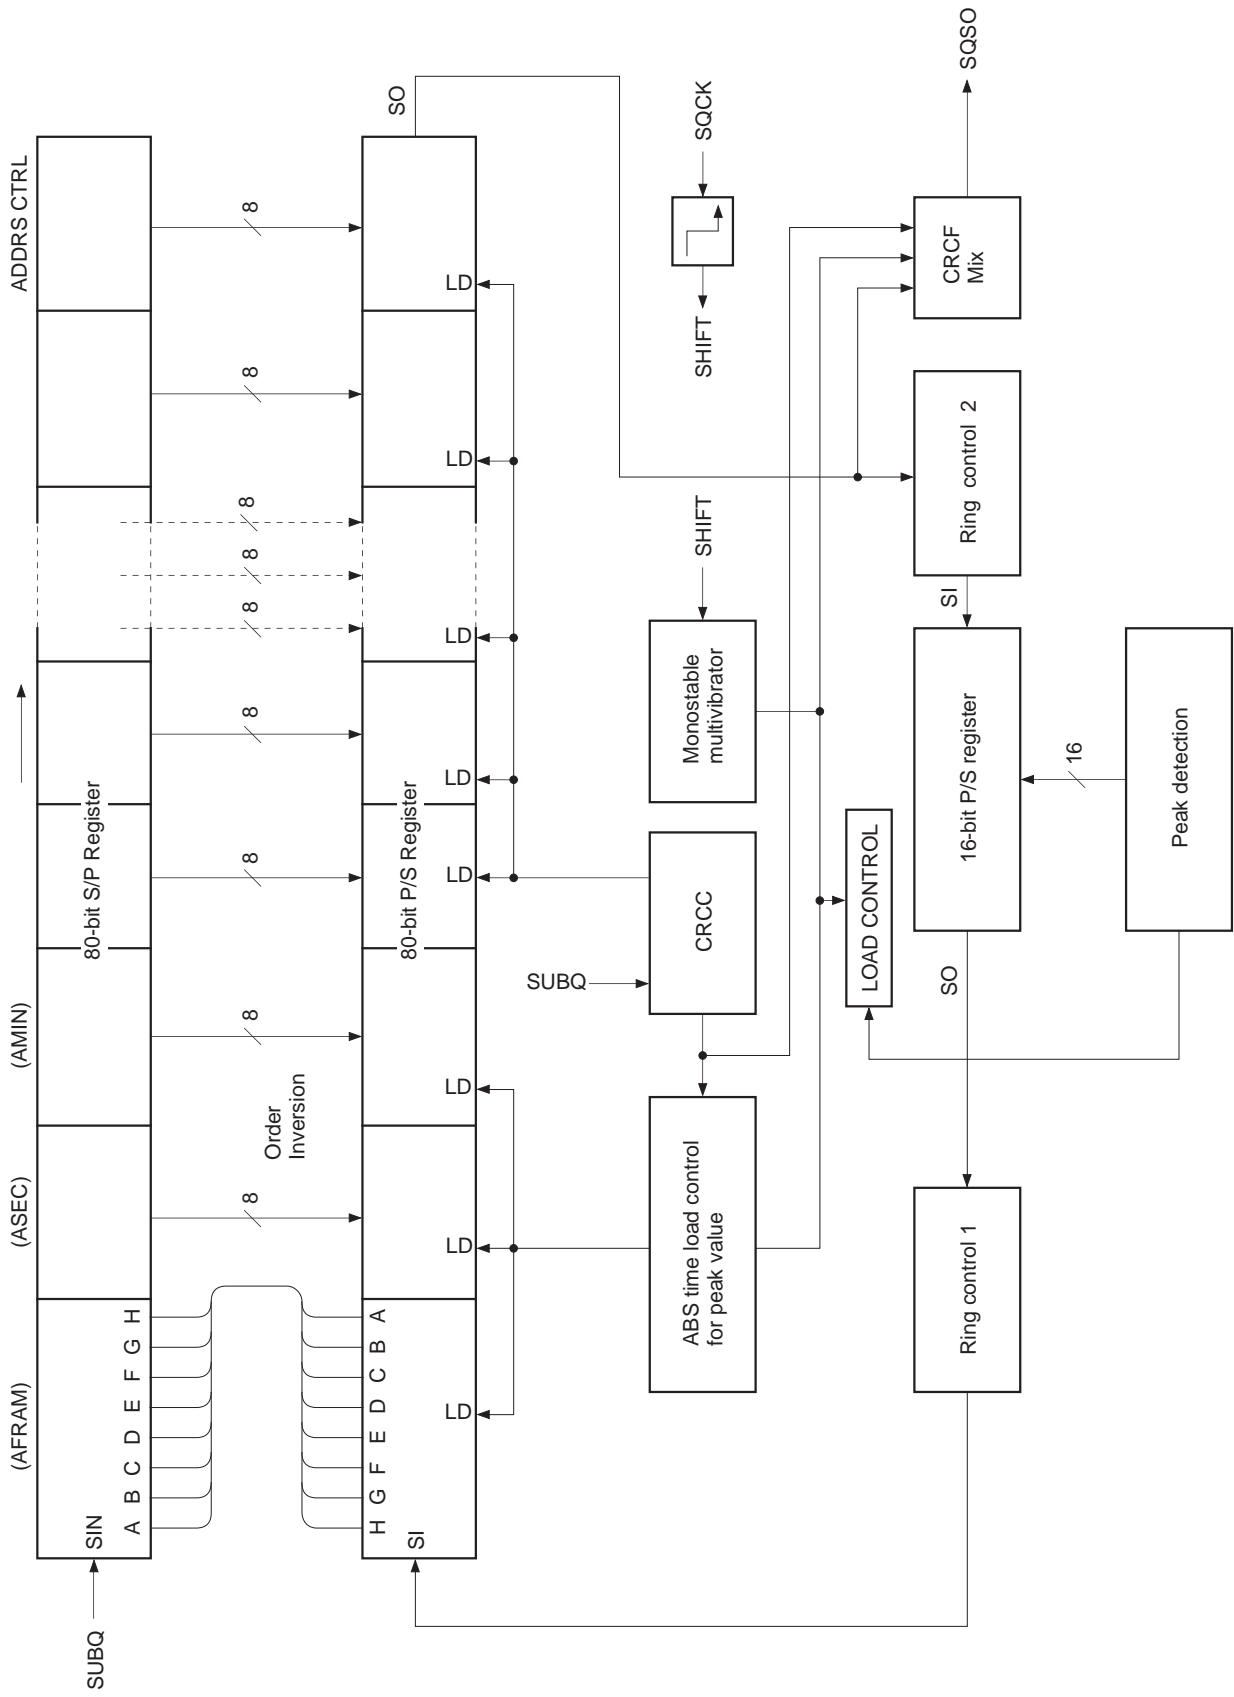 (AFRAM)
(ASEC)
(AMIN)
ADDRS CTRL
SUBQ
SIN
80-bit S/P Register
A B C D E F G H
8
8
8
8
8
8
8
8
8
Order
Inversion
H G F E D C B A
SI
80-bit P/S Register
SO
LD
LD
LD
LD
LD
LD
LD
LD
SUBQ
ABS time load control
for peak value
CRCC
Monostable
multivibrator
SHIFT
SHIFT
SQCK
LOAD CONTROL
Ring control 1
SO
16-bit P/S register
SI
Ring control 2
CRCF
Mix
SQSO
16
Peak detection